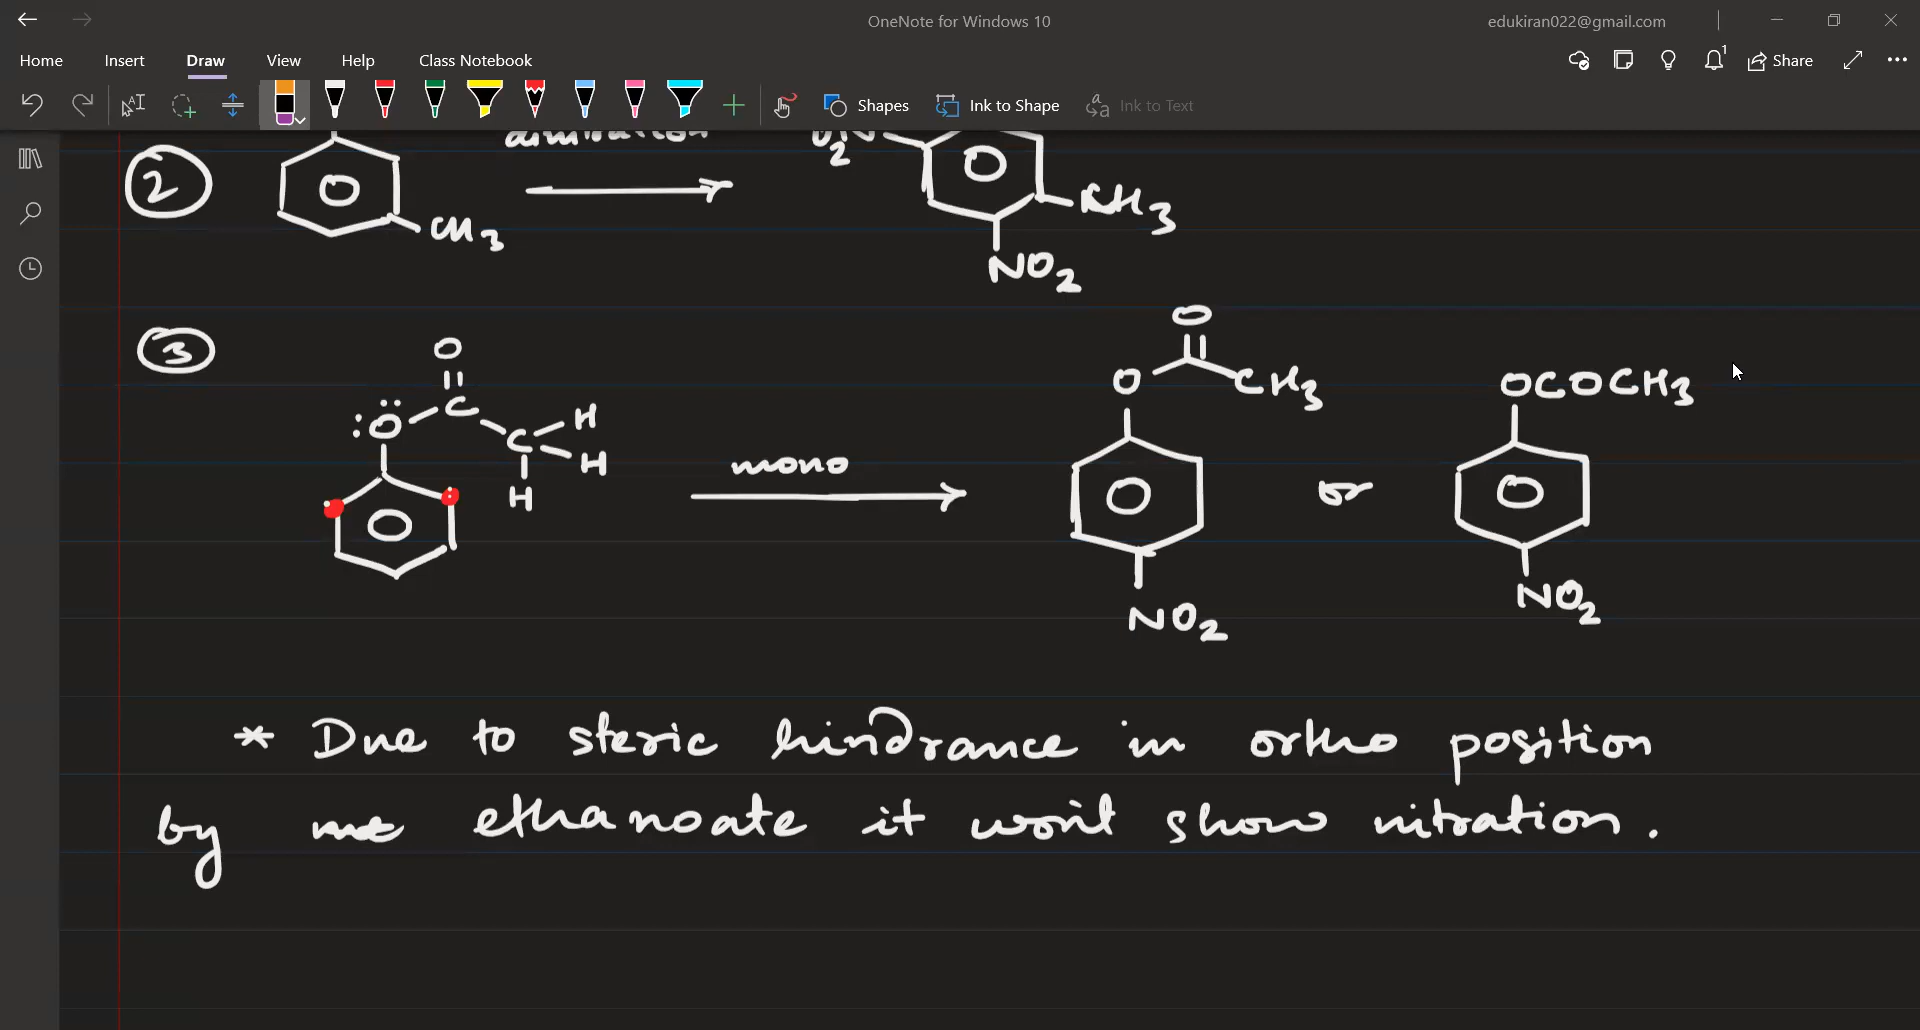 OneNote for Windows 10
edukiran022@gmail.com
Home Insert Draw View Help Class Notebook
1
Share
Shapes Ink to Shape Ink to Text
2
CH3
O2N
CH3
NO2
3
O
C
O
C
H
H
H
mono
O
O
CH3
NO2
or
OCOCH3
NO2
* Due to steric hindrance in ortho position
by ethanoate it won't show nitration.